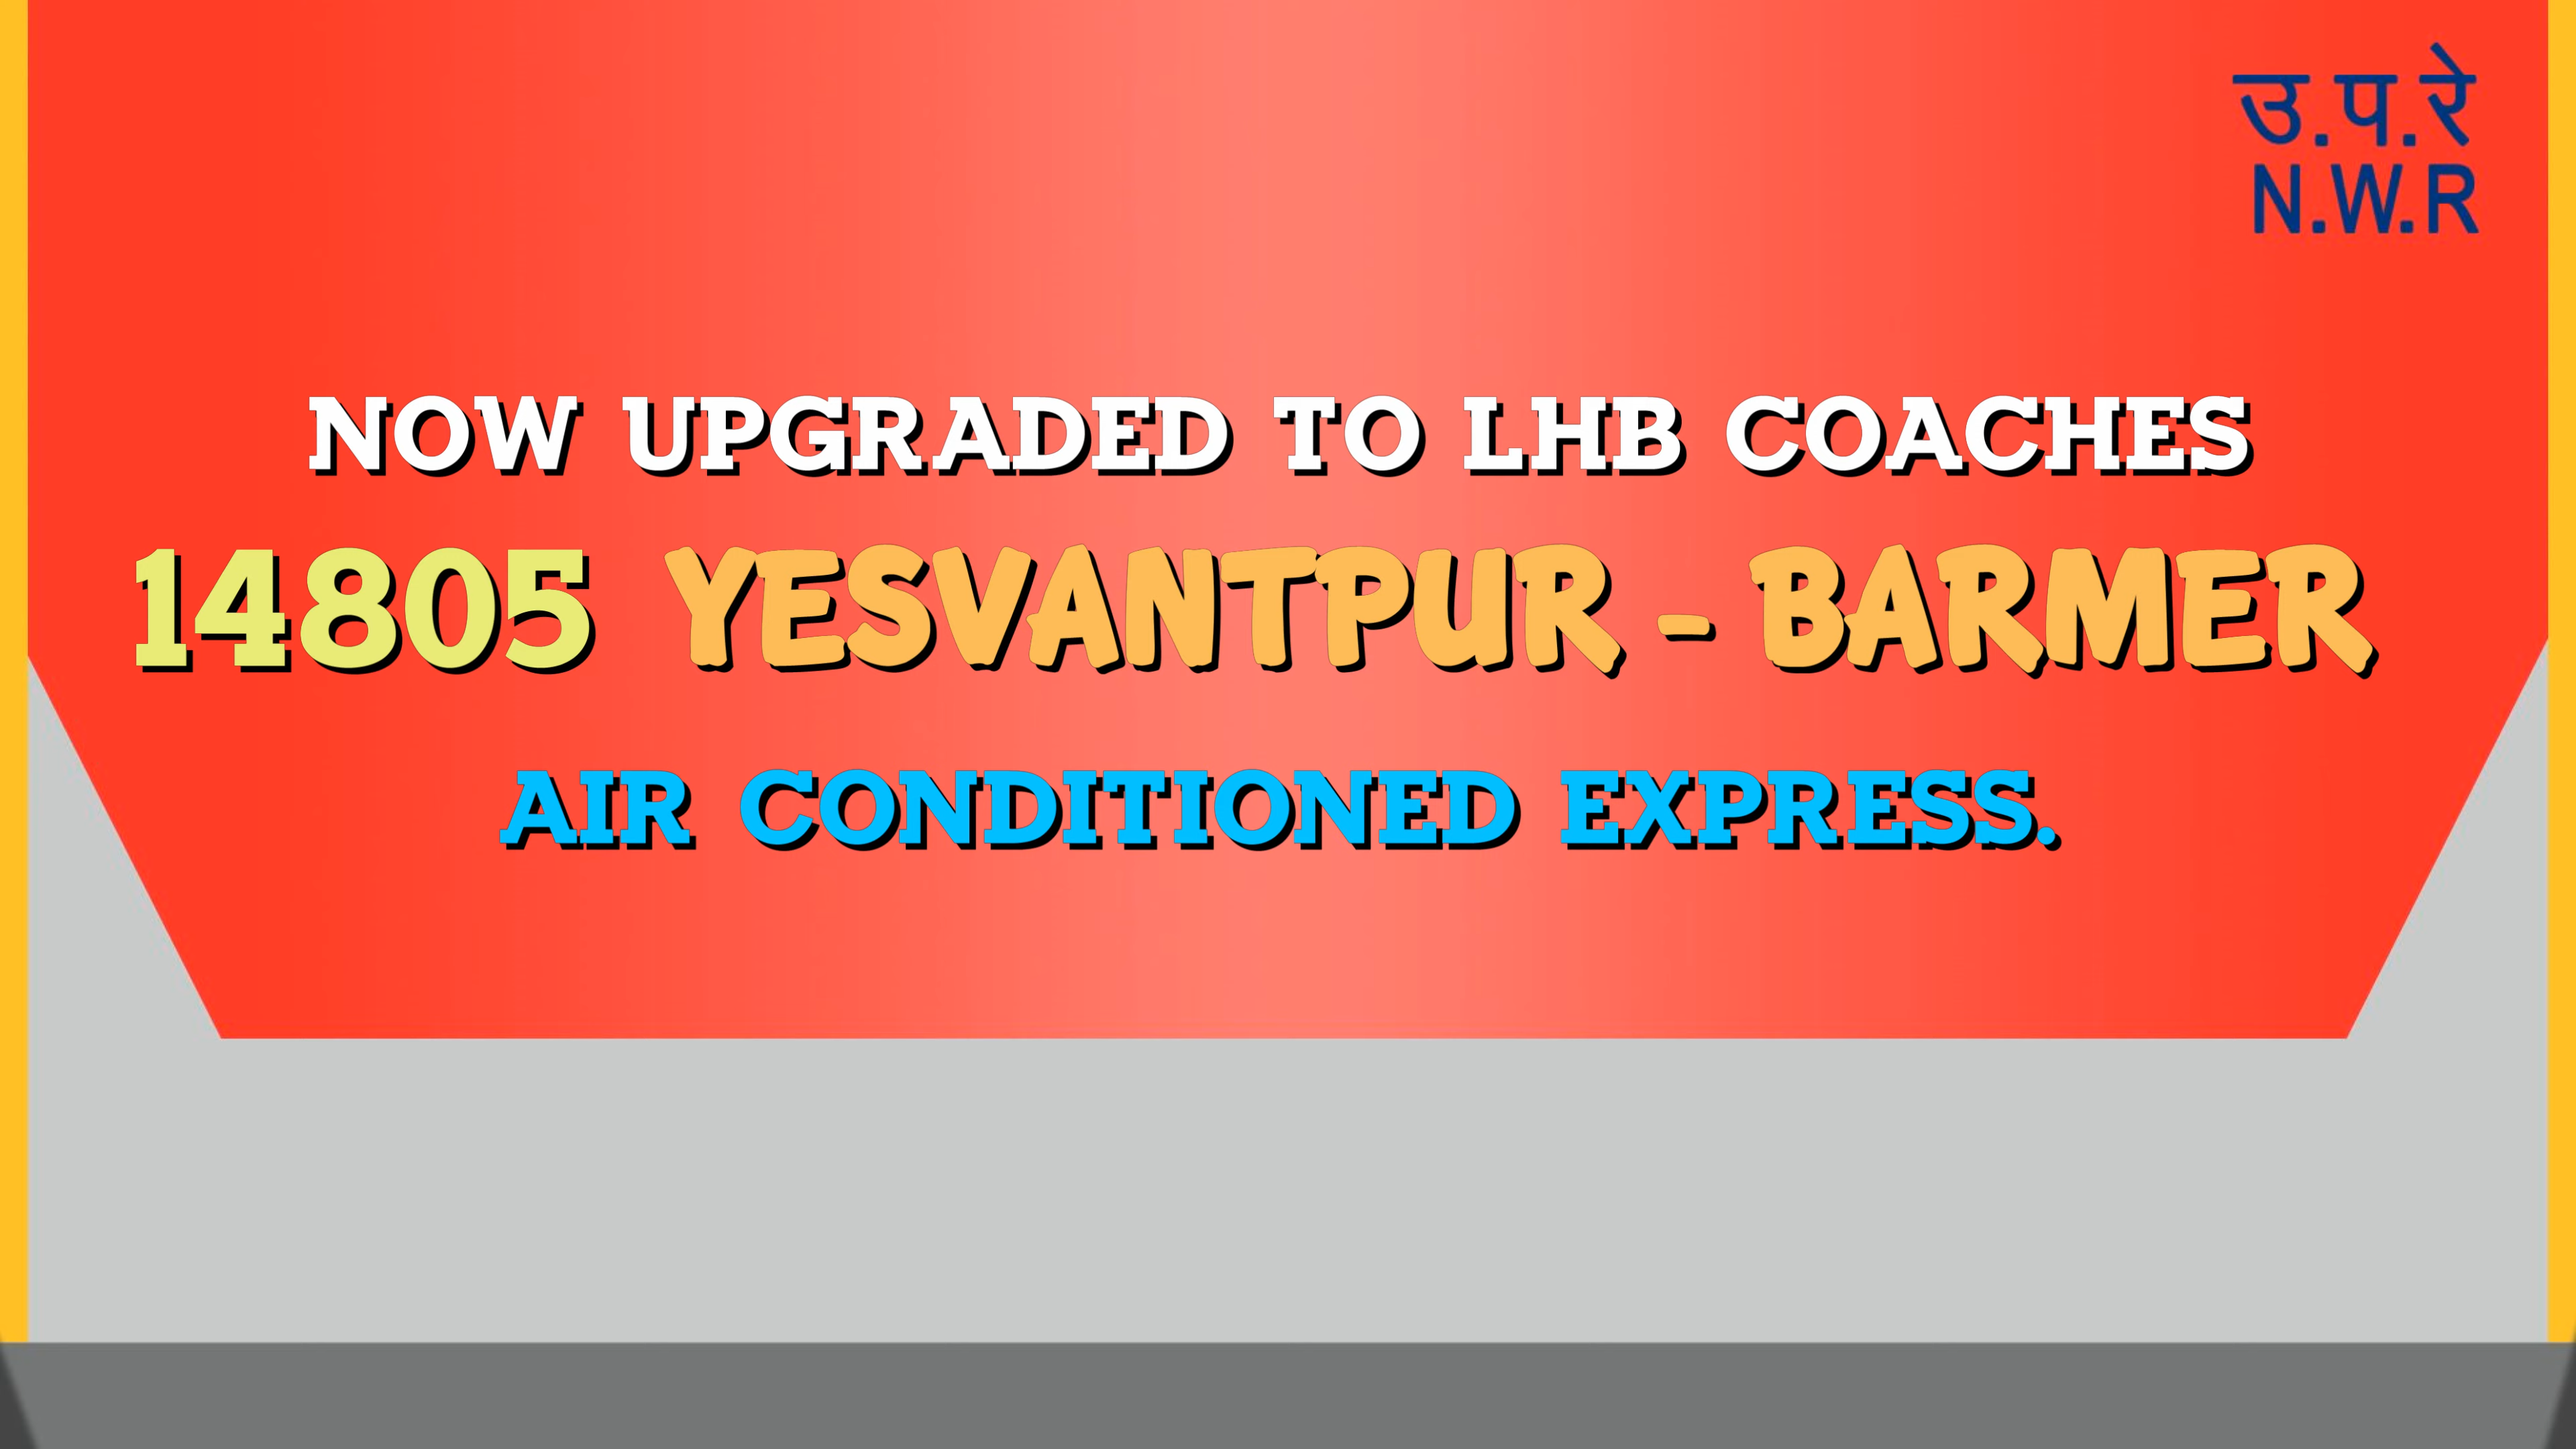 उ.प.रे
N.W.R
NOW UPGRADED TO LHB COACHES
14805 YESVANTPUR - BARMER
AIR CONDITIONED EXPRESS.